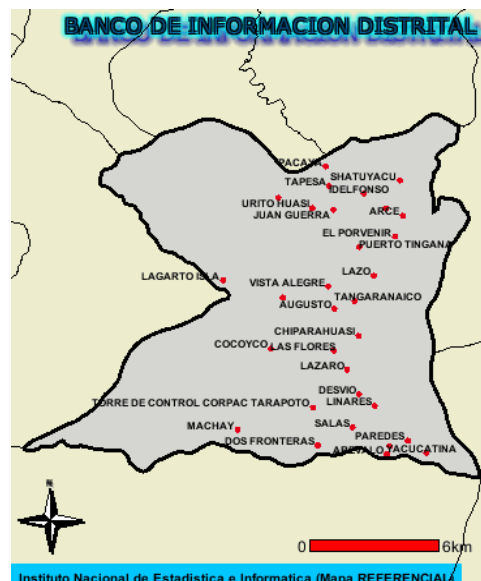 BANCO DE INFORMACION DISTRITAL
PACAYA
SHATUYACU
TAPESA
IDELFONSO
URITO HUASI
JUAN GUERRA
ARCE
EL PORVENIR
PUERTO TINGANA
LAGARTO ISLA
LAZO
VISTA ALEGRE
TANGARANAICO
AUGUSTO
CHIPARAHUASI
COCOYCO
LAS FLORES
LAZARO
DESVIO
TORRE DE CONTROL CORPAC TARAPOTO
LINARES
MACHAY
SALAS
DOS FRONTERAS
PAREDES
AREVALO
YACUCATINA
N
0
6km
Instituto Nacional de Estadistica e Informatica (Mapa REFERENCIAL)